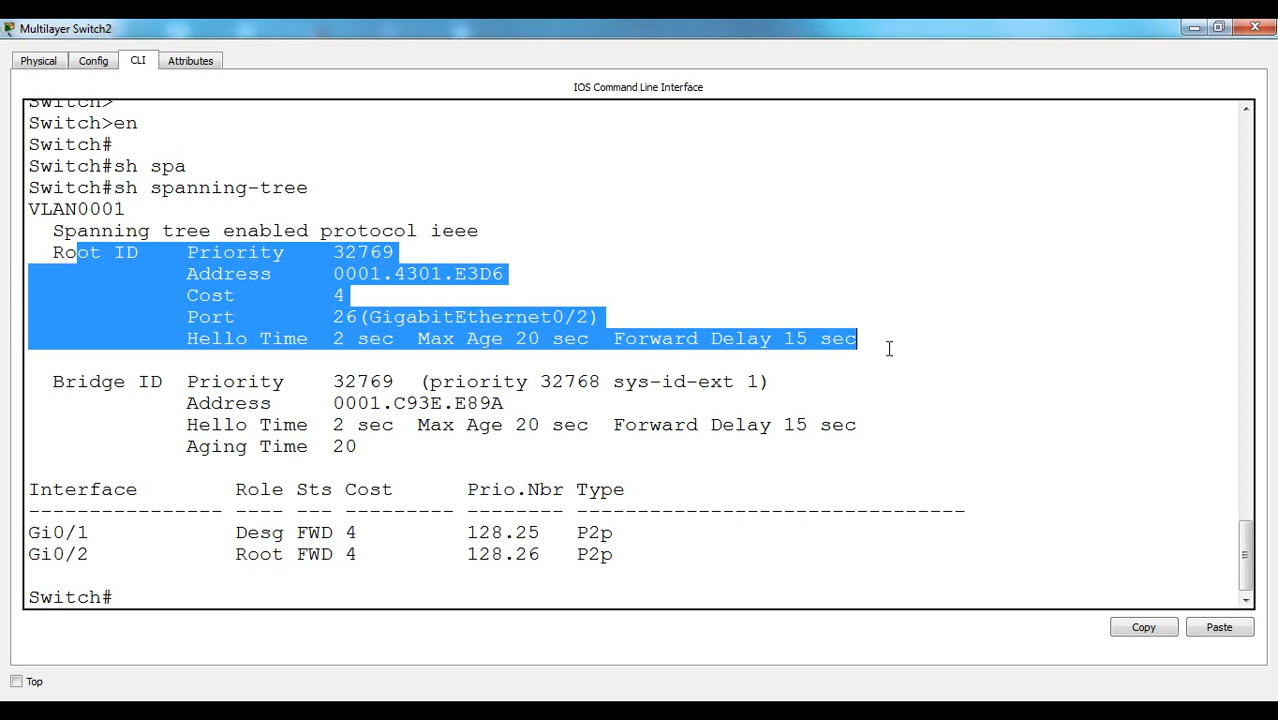 Multilayer Switch2
Physical Config CLI Attributes
IOS Command Line Interface
Switch>
Switch>en
Switch#
Switch#sh spa
Switch#sh spanning-tree
VLAN0001
Spanning tree enabled protocol ieee
Root ID Priority 32769
Address 0001.4301.E3D6
Cost 4
Port 26(GigabitEthernet0/2)
Hello Time 2 sec Max Age 20 sec Forward Delay 15 sec
Bridge ID Priority 32769 (priority 32768 sys-id-ext 1)
Address 0001.C93E.E89A
Hello Time 2 sec Max Age 20 sec Forward Delay 15 sec
Aging Time 20
Interface Role Sts Cost Prio.Nbr Type
---------------- ---- --- --------- -------- --------------------------------
Gi0/1 Desg FWD 4 128.25 P2p
Gi0/2 Root FWD 4 128.26 P2p
Switch#
Copy Paste
Top